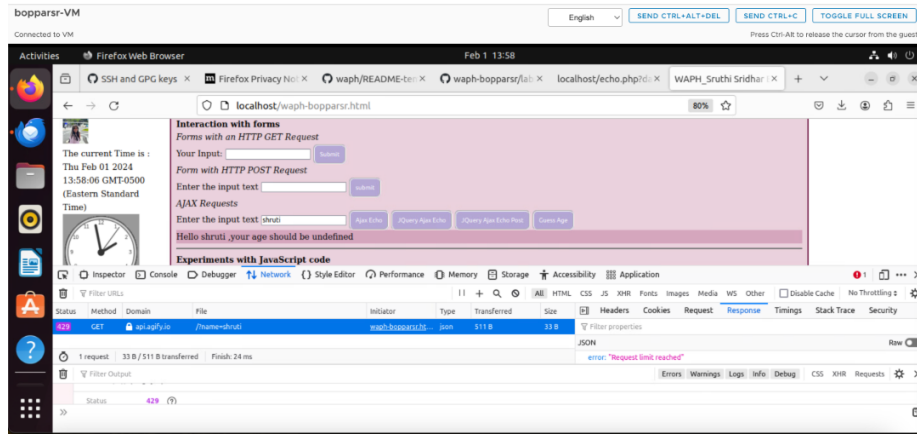 bopparsr-VM
English
SEND CTRL+ALT+DEL
SEND CTRL+C
TOGGLE FULL SCREEN
Connected to VM
Press Ctrl-Alt to release the cursor from the guest
Activities
Firefox Web Browser
Feb 1 13:58
SSH and GPG keys
Firefox Privacy No
waph/README-ten
waph-bopparsr/lab
localhost/echo.php?da
WAPH_Sruthi Sridhar
localhost/waph-bopparsr.html
80%
The current Time is :
Thu Feb 01 2024
13:58:06 GMT-0500
(Eastern Standard
Time)
Interaction with forms
Forms with an HTTP GET Request
Your Input:
Submit
Form with HTTP POST Request
Enter the input text
submit
AJAX Requests
Enter the input text shruti
Ajax Echo
JQuery Ajax Echo
JQuery Ajax Echo Post
Guess Age
Hello shruti ,your age should be undefined
Experiments with JavaScript code
Inspector
Console
Debugger
Network
Style Editor
Performance
Memory
Storage
Accessibility
Application
1
Filter URLs
All HTML CSS JS XHR Fonts Images Media WS Other
Disable Cache
No Throttling
Status Method Domain File Initiator Type Transferred Size
Headers Cookies Request Response Timings Stack Trace Security
429 GET api.agify.io /?name=shruti waph-bopparsr.ht... json 511 B 33 B
Filter properties
JSON
Raw
error: "Request limit reached"
1 request 33 B / 511 B transferred Finish: 24 ms
Filter Output
Errors Warnings Logs Info Debug CSS XHR Requests
Status 429